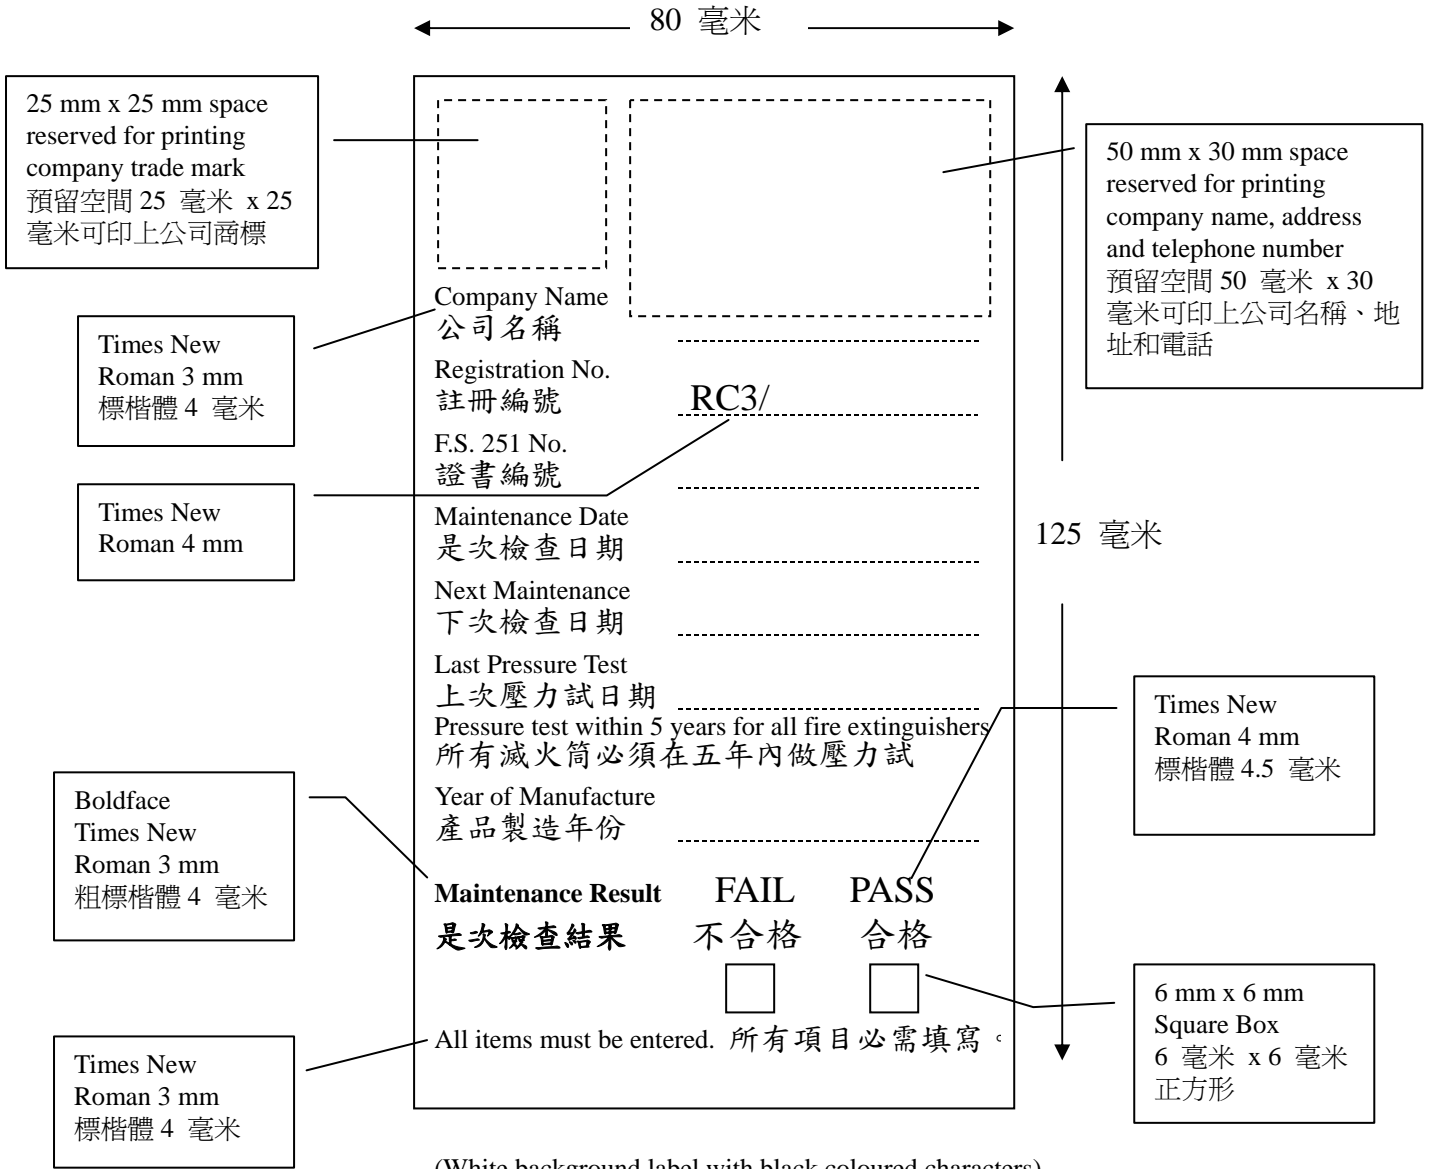 80 毫米
25 mm x 25 mm space
reserved for printing
company trade mark
預留空間 25 毫米 x 25
毫米可印上公司商標
50 mm x 30 mm space
reserved for printing
company name, address
and telephone number
預留空間 50 毫米 x 30
毫米可印上公司名稱、地
址和電話
Times New
Roman 3 mm
標楷體 4 毫米
Times New
Roman 4 mm
Company Name
公司名稱
Registration No.
註冊編號 RC3/
F.S. 251 No.
證書編號
Maintenance Date
是次檢查日期
Next Maintenance
下次檢查日期
Last Pressure Test
上次壓力試日期
Pressure test within 5 years for all fire extinguishers
所有滅火筒必須在五年內做壓力試
Year of Manufacture
產品製造年份
Maintenance Result FAIL PASS
是次檢查結果 不合格 合格
All items must be entered. 所有項目必需填寫。
125 毫米
Times New
Roman 4 mm
標楷體 4.5 毫米
Boldface
Times New
Roman 3 mm
粗標楷體 4 毫米
6 mm x 6 mm
Square Box
6 毫米 x 6 毫米
正方形
Times New
Roman 3 mm
標楷體 4 毫米
(White background label with black coloured characters)